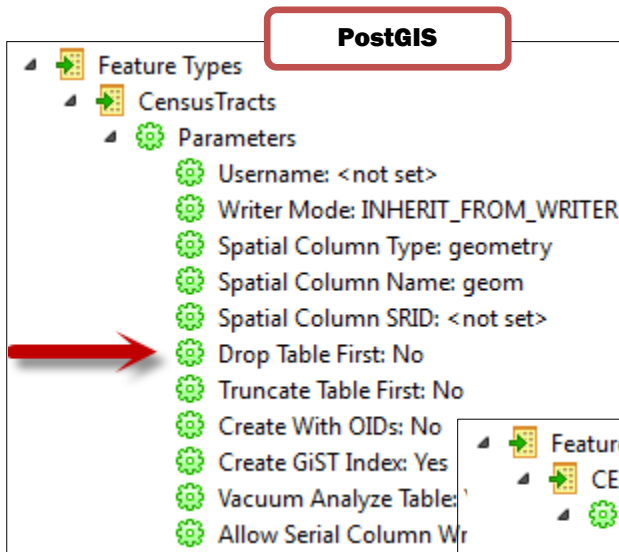 PostGIS
Feature Types
CensusTracts
Parameters
Username: <not set>
Writer Mode: INHERIT_FROM_WRITER
Spatial Column Type: geometry
Spatial Column Name: geom
Spatial Column SRID: <not set>
Drop Table First: No
Truncate Table First: No
Create With OIDs: No
Create GiST Index: Yes
Vacuum Analyze Table:
Allow Serial Column Wr
Featur
CE